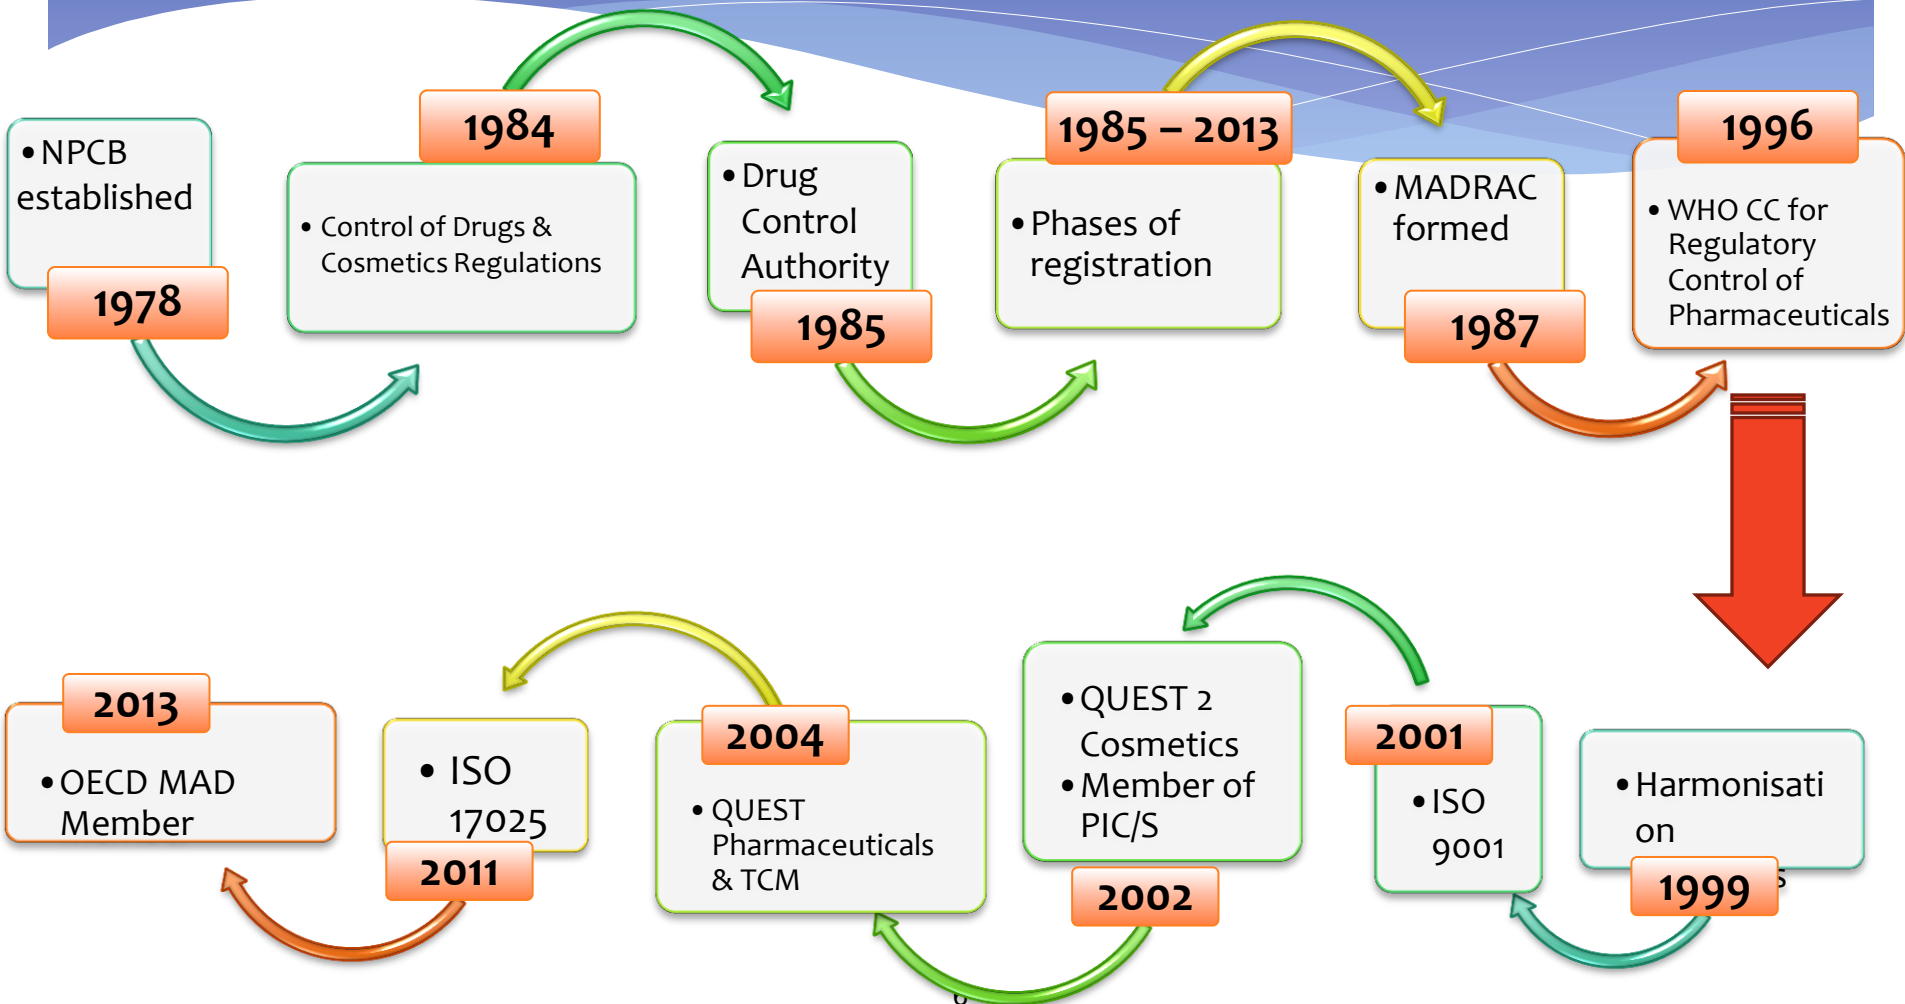 • NPCB
established
1978
1984
• Control of Drugs &
Cosmetics Regulations
• Drug
Control
Authority
1985
1985 – 2013
• Phases of
registration
• MADRAC
formed
1987
1996
• WHO CC for
Regulatory
Control of
Pharmaceuticals
• Harmonisati
on
s
1999
2001
• ISO
9001
• QUEST 2
Cosmetics
• Member of
PIC/S
2002
2004
• QUEST
Pharmaceuticals
& TCM
• ISO
17025
2011
2013
• OECD MAD
Member
6